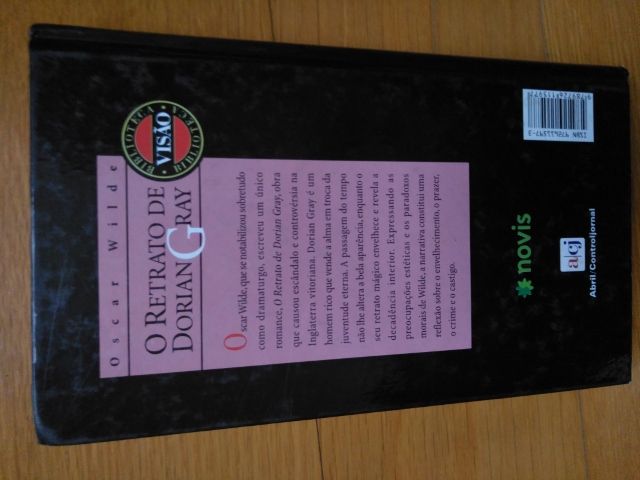 Oscar Wilde
O RETRATO DE
DORIAN GRAY
BIBLIOTECA
VISÃO
BIBLIOTECA
Oscar Wilde, que se notabilizou sobretudo
como dramaturgo, escreveu um único
romance, O Retrato de Dorian Gray, obra
que causou escândalo e controvérsia na
Inglaterra vitoriana. Dorian Gray é um
homem rico que vende a alma em troca da
juventude eterna. A passagem do tempo
não lhe altera a bela aparência, enquanto o
seu retrato mágico envelhece e revela a
decadência interior. Expressando as
preocupações estéticas e os paradoxos
morais de Wilde, a narrativa constitui uma
reflexão sobre o envelhecimento, o prazer,
o crime e o castigo.
novis
a|cj
Abril/Controljornal